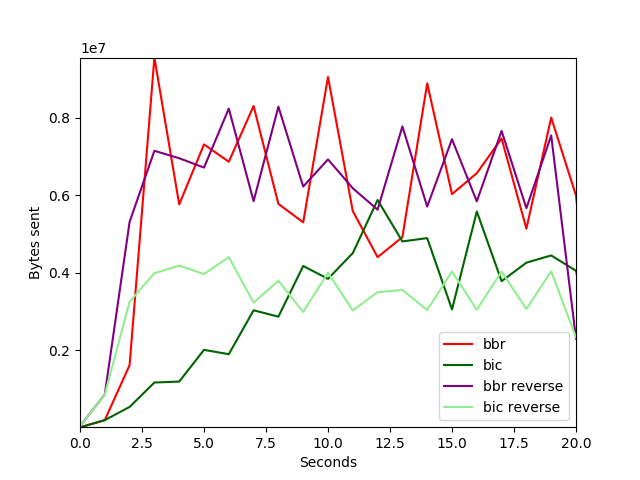 1e7
Bytes sent
0.8
0.6
0.4
0.2
0.0 2.5 5.0 7.5 10.0 12.5 15.0 17.5 20.0
Seconds
bbr
bic
bbr reverse
bic reverse